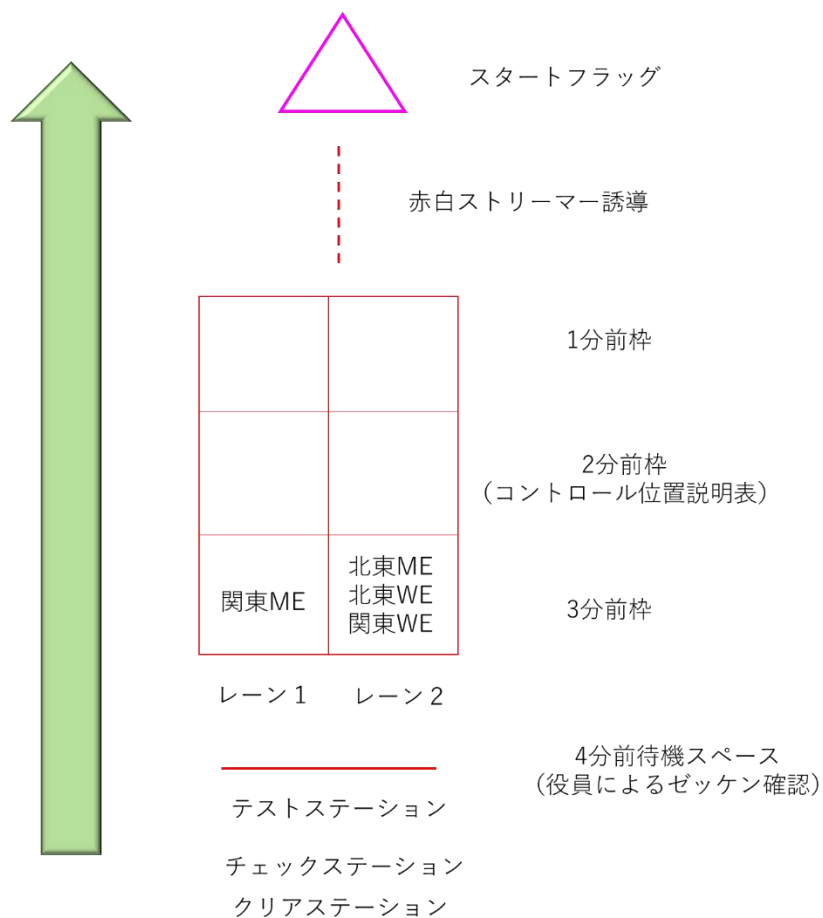 スタートフラッグ
赤白ストリーマー誘導
1分前枠
2分前枠
（コントロール位置説明表）
関東ME
北東ME
北東WE
関東WE
3分前枠
レーン１
レーン２
4分前待機スペース
（役員によるゼッケン確認）
テストステーション
チェックステーション
クリアステーション